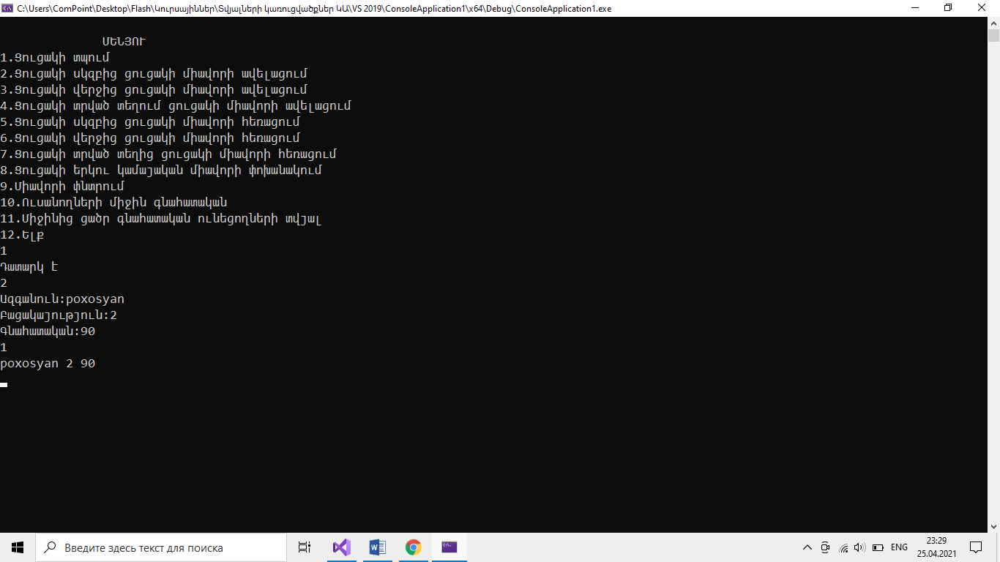 C:\Users\ComPoint\Desktop\Flash\Կուրսայիններ\Տվյալների կառուցվածքներ ԿԱ\VS 2019\ConsoleApplication1\x64\Debug\ConsoleApplication1.exe
ՄԵՆՅՈՒ
1.Ցուցակի տպում
2.Ցուցակի սկզբից ցուցակի միավորի ավելացում
3.Ցուցակի վերջից ցուցակի միավորի ավելացում
4.Ցուցակի տրված տեղում ցուցակի միավորի ավելացում
5.Ցուցակի սկզբից ցուցակի միավորի հեռացում
6.Ցուցակի վերջից ցուցակի միավորի հեռացում
7.Ցուցակի տրված տեղից ցուցակի միավորի հեռացում
8.Ցուցակի երկու կամայական միավորի փոխանակում
9.Միավորի փնտրում
10.Ուսանողների միջին գնահատական
11.Միջինից ցածր գնահատական ունեցողների տվյալ
12.Ելք
1
Դատարկ է
2
Ազգանուն:poxosyan
Բացակայություն:2
Գնահատական:90
1
poxosyan 2 90
Введите здесь текст для поиска
ENG
23:29
25.04.2021